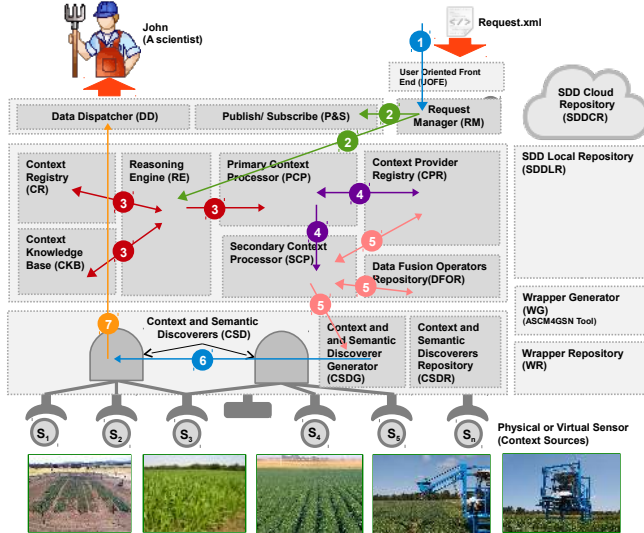 John
(A scientist)
Request.xml
1
User Oriented Front
End (UOFE)
SDD Cloud
Repository
(SDDCR)
Data Dispatcher (DD)
Publish/ Subscribe (P&S)
2
Request
Manager (RM)
2
Context
Registry
(CR)
Reasoning
Engine (RE)
Primary Context
Processor (PCP)
Context Provider
Registry (CPR)
SDD Local Repository
(SDDLR)
3
3
4
4
3
5
Context
Knowledge
Base (CKB)
Secondary Context
Processor (SCP)
Data Fusion Operators
Repository(DFOR)
5
5
Wrapper Generator
(WG)
(ASCM4GSN Tool)
7
Context and Semantic
Discoverers (CSD)
6
Context and
and Semantic
Discoverer
Generator
(CSDG)
Context and
Semantic
Discoverers
Repository
(CSDR)
Wrapper Repository
(WR)
S1
S2
S3
S4
S5
Sn
Physical or Virtual Sensor
(Context Sources)